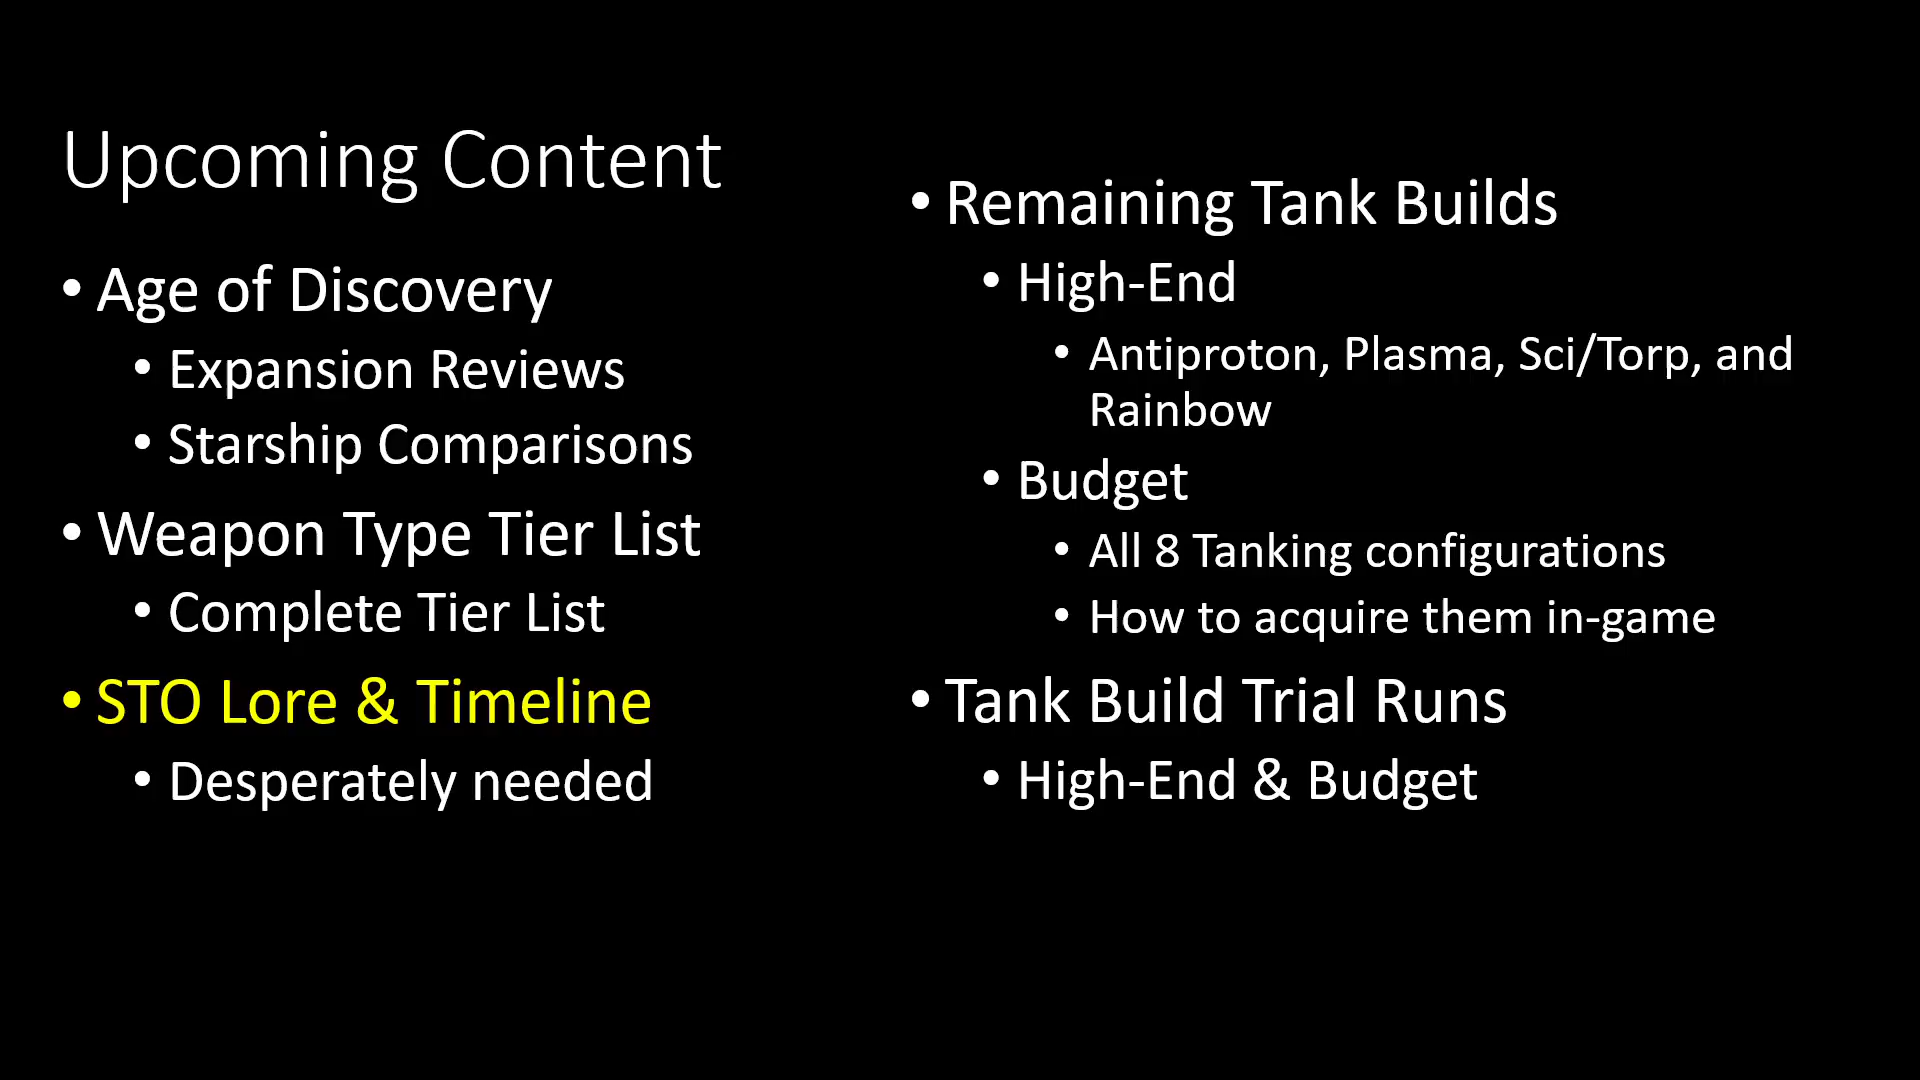 Upcoming Content
• Age of Discovery
• Expansion Reviews
• Starship Comparisons
• Weapon Type Tier List
• Complete Tier List
• STO Lore & Timeline
• Desperately needed
• Remaining Tank Builds
• High-End
• Antiproton, Plasma, Sci/Torp, and
Rainbow
• Budget
• All 8 Tanking configurations
• How to acquire them in-game
• Tank Build Trial Runs
• High-End & Budget